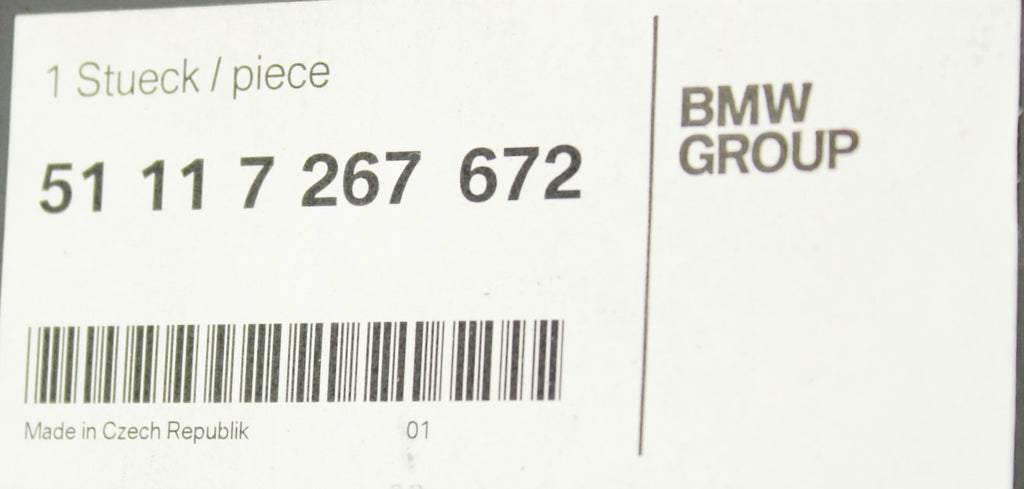 1 Stueck / piece
51 11 7 267 672
Made in Czech Republik
01
BMW
GROUP